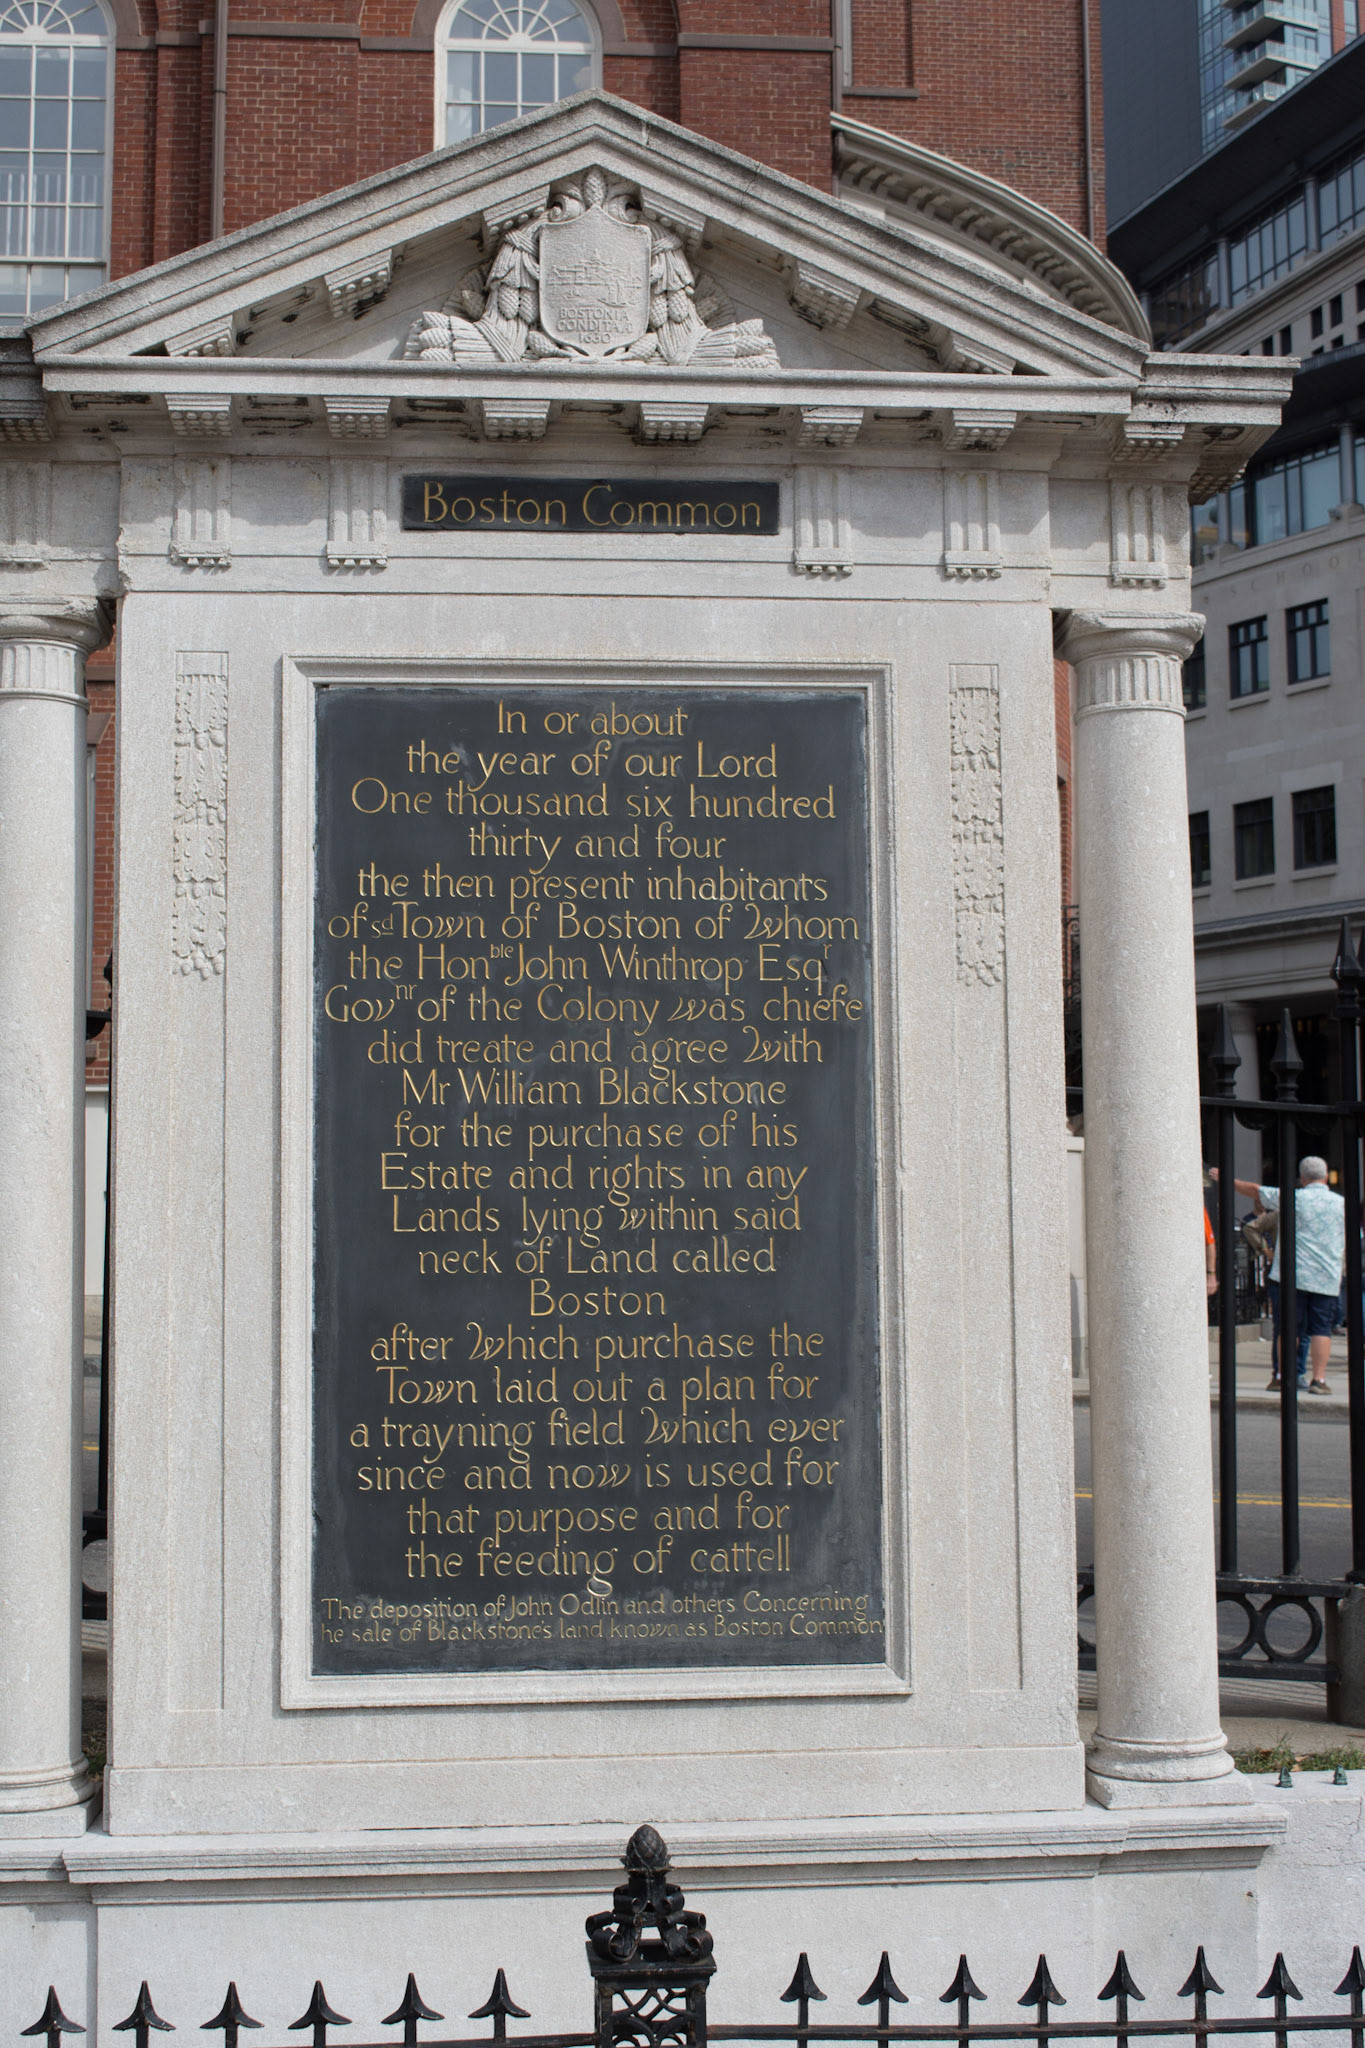 BOSTONIA
CONDITA A.D.
1630
Boston Common
In or about
the year of our Lord
One thousand six hundred
thirty and four
the then present inhabitants
of sd Town of Boston of Whom
the Honble John Winthrop Esqr
Govnr of the Colony was chiefe
did treate and agree With
Mr William Blackstone
for the purchase of his
Estate and rights in any
Lands lying within said
neck of Land called
Boston
after Which purchase the
Town laid out a plan for
a trayning field Which ever
since and now is used for
that purpose and for
the feeding of cattell
The deposition of John Odlin and others Concerning
he sale of Blackstone's land known as Boston Common
SCHOO